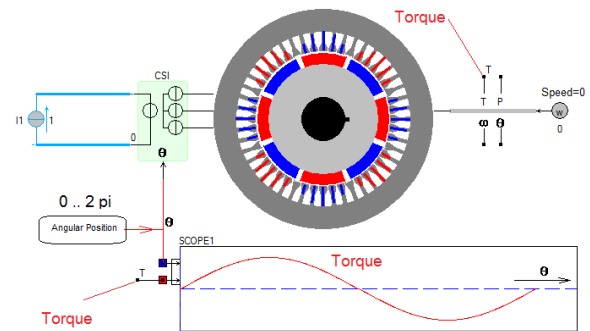 Torque
CSI
T
T P
Speed=0
I1
1
0
ω θ
w
0
θ
0 .. 2 pi
θ
Angular Position
SCOPE1
Torque
θ
T
Torque